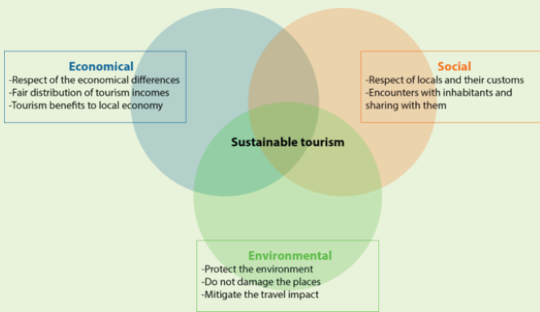 Economical
-Respect of the economical differences
-Fair distribution of tourism incomes
-Tourism benefits to local economy
Social
-Respect of locals and their customs
-Encounters with inhabitants and
sharing with them
Sustainable tourism
Environmental
-Protect the environment
-Do not damage the places
-Mitigate the travel impact